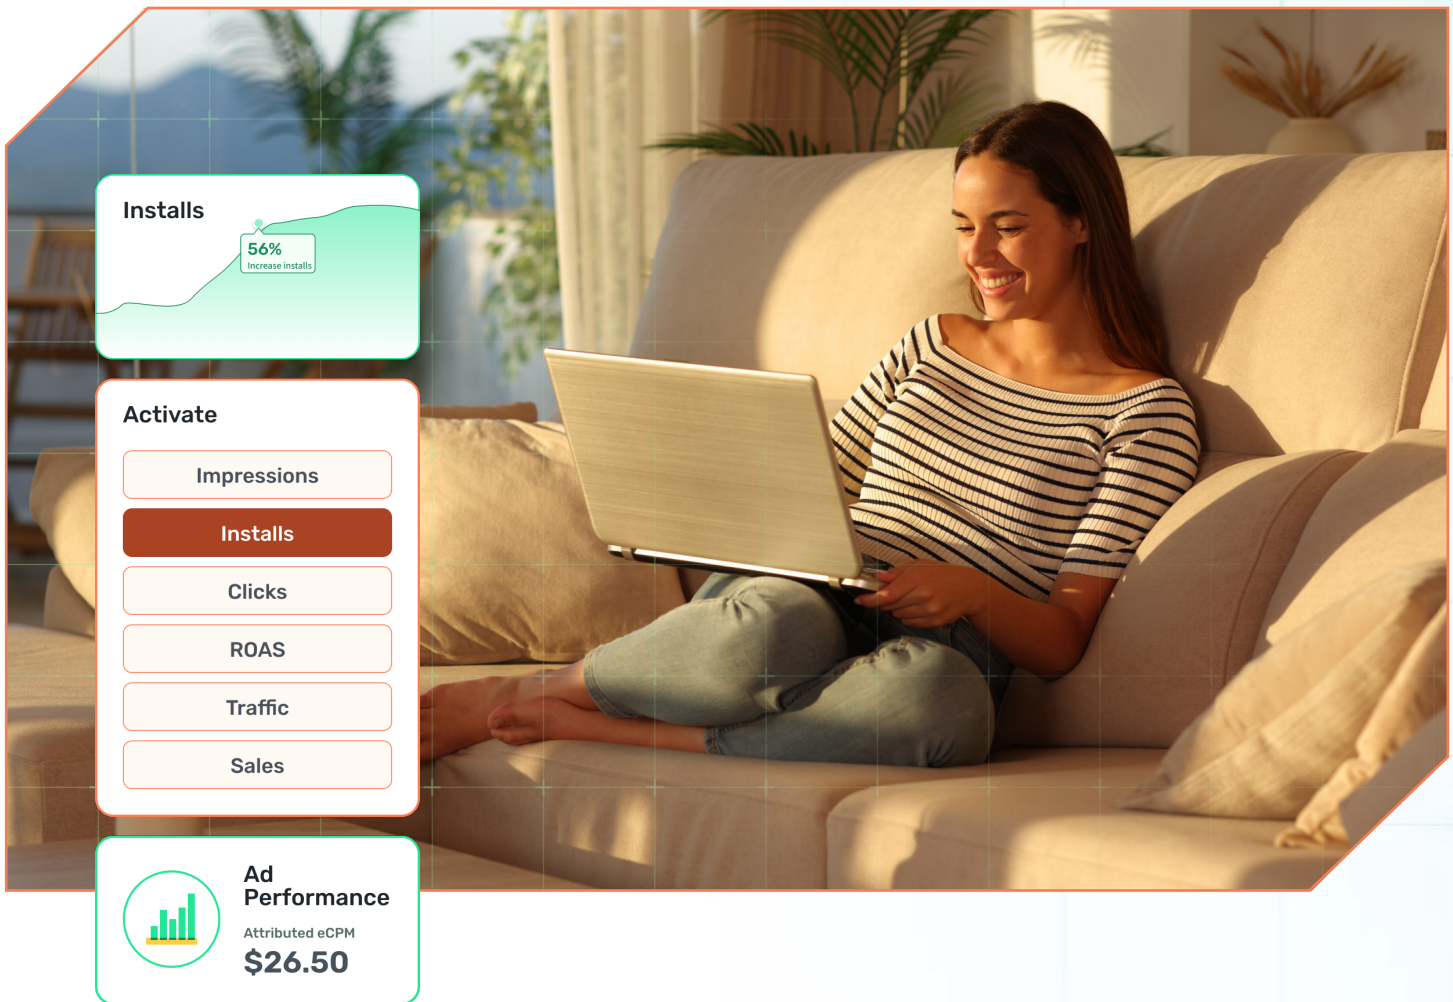 Installs
56%
Increase installs
Activate
Impressions
Installs
Clicks
ROAS
Traffic
Sales
Ad
Performance
Attributed eCPM
$26.50